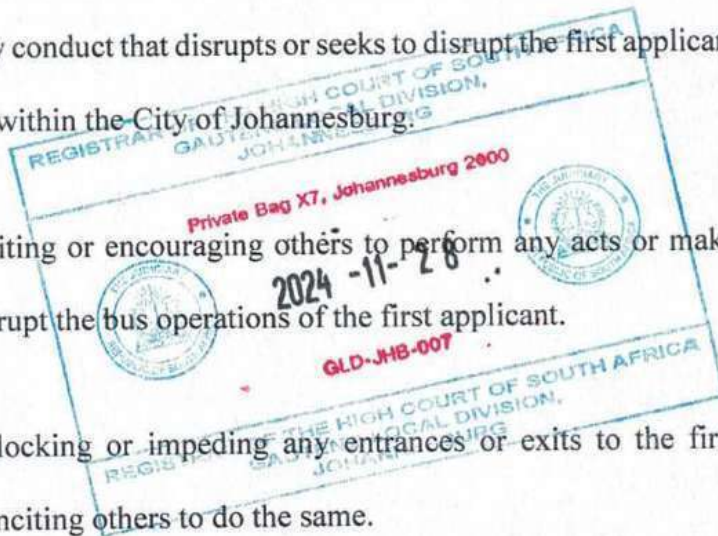 conduct that disrupts or seeks to disrupt the first applican
within the City of Johannesburg.
REGISTRAR OF THE HIGH COURT OF SOUTH AFRICA
GAUTENG LOCAL DIVISION,
JOHANNESBURG
Private Bag X7, Johannesburg 2000
iting or encouraging others to perform any acts or mak
2024 -11- 26
rupt the bus operations of the first applicant.
GLD-JHB-007
locking or impeding any entrances or exits to the fir
REGISTRAR OF THE HIGH COURT OF SOUTH AFRICA
GAUTENG LOCAL DIVISION,
JOHANNESBURG
nciting others to do the same.